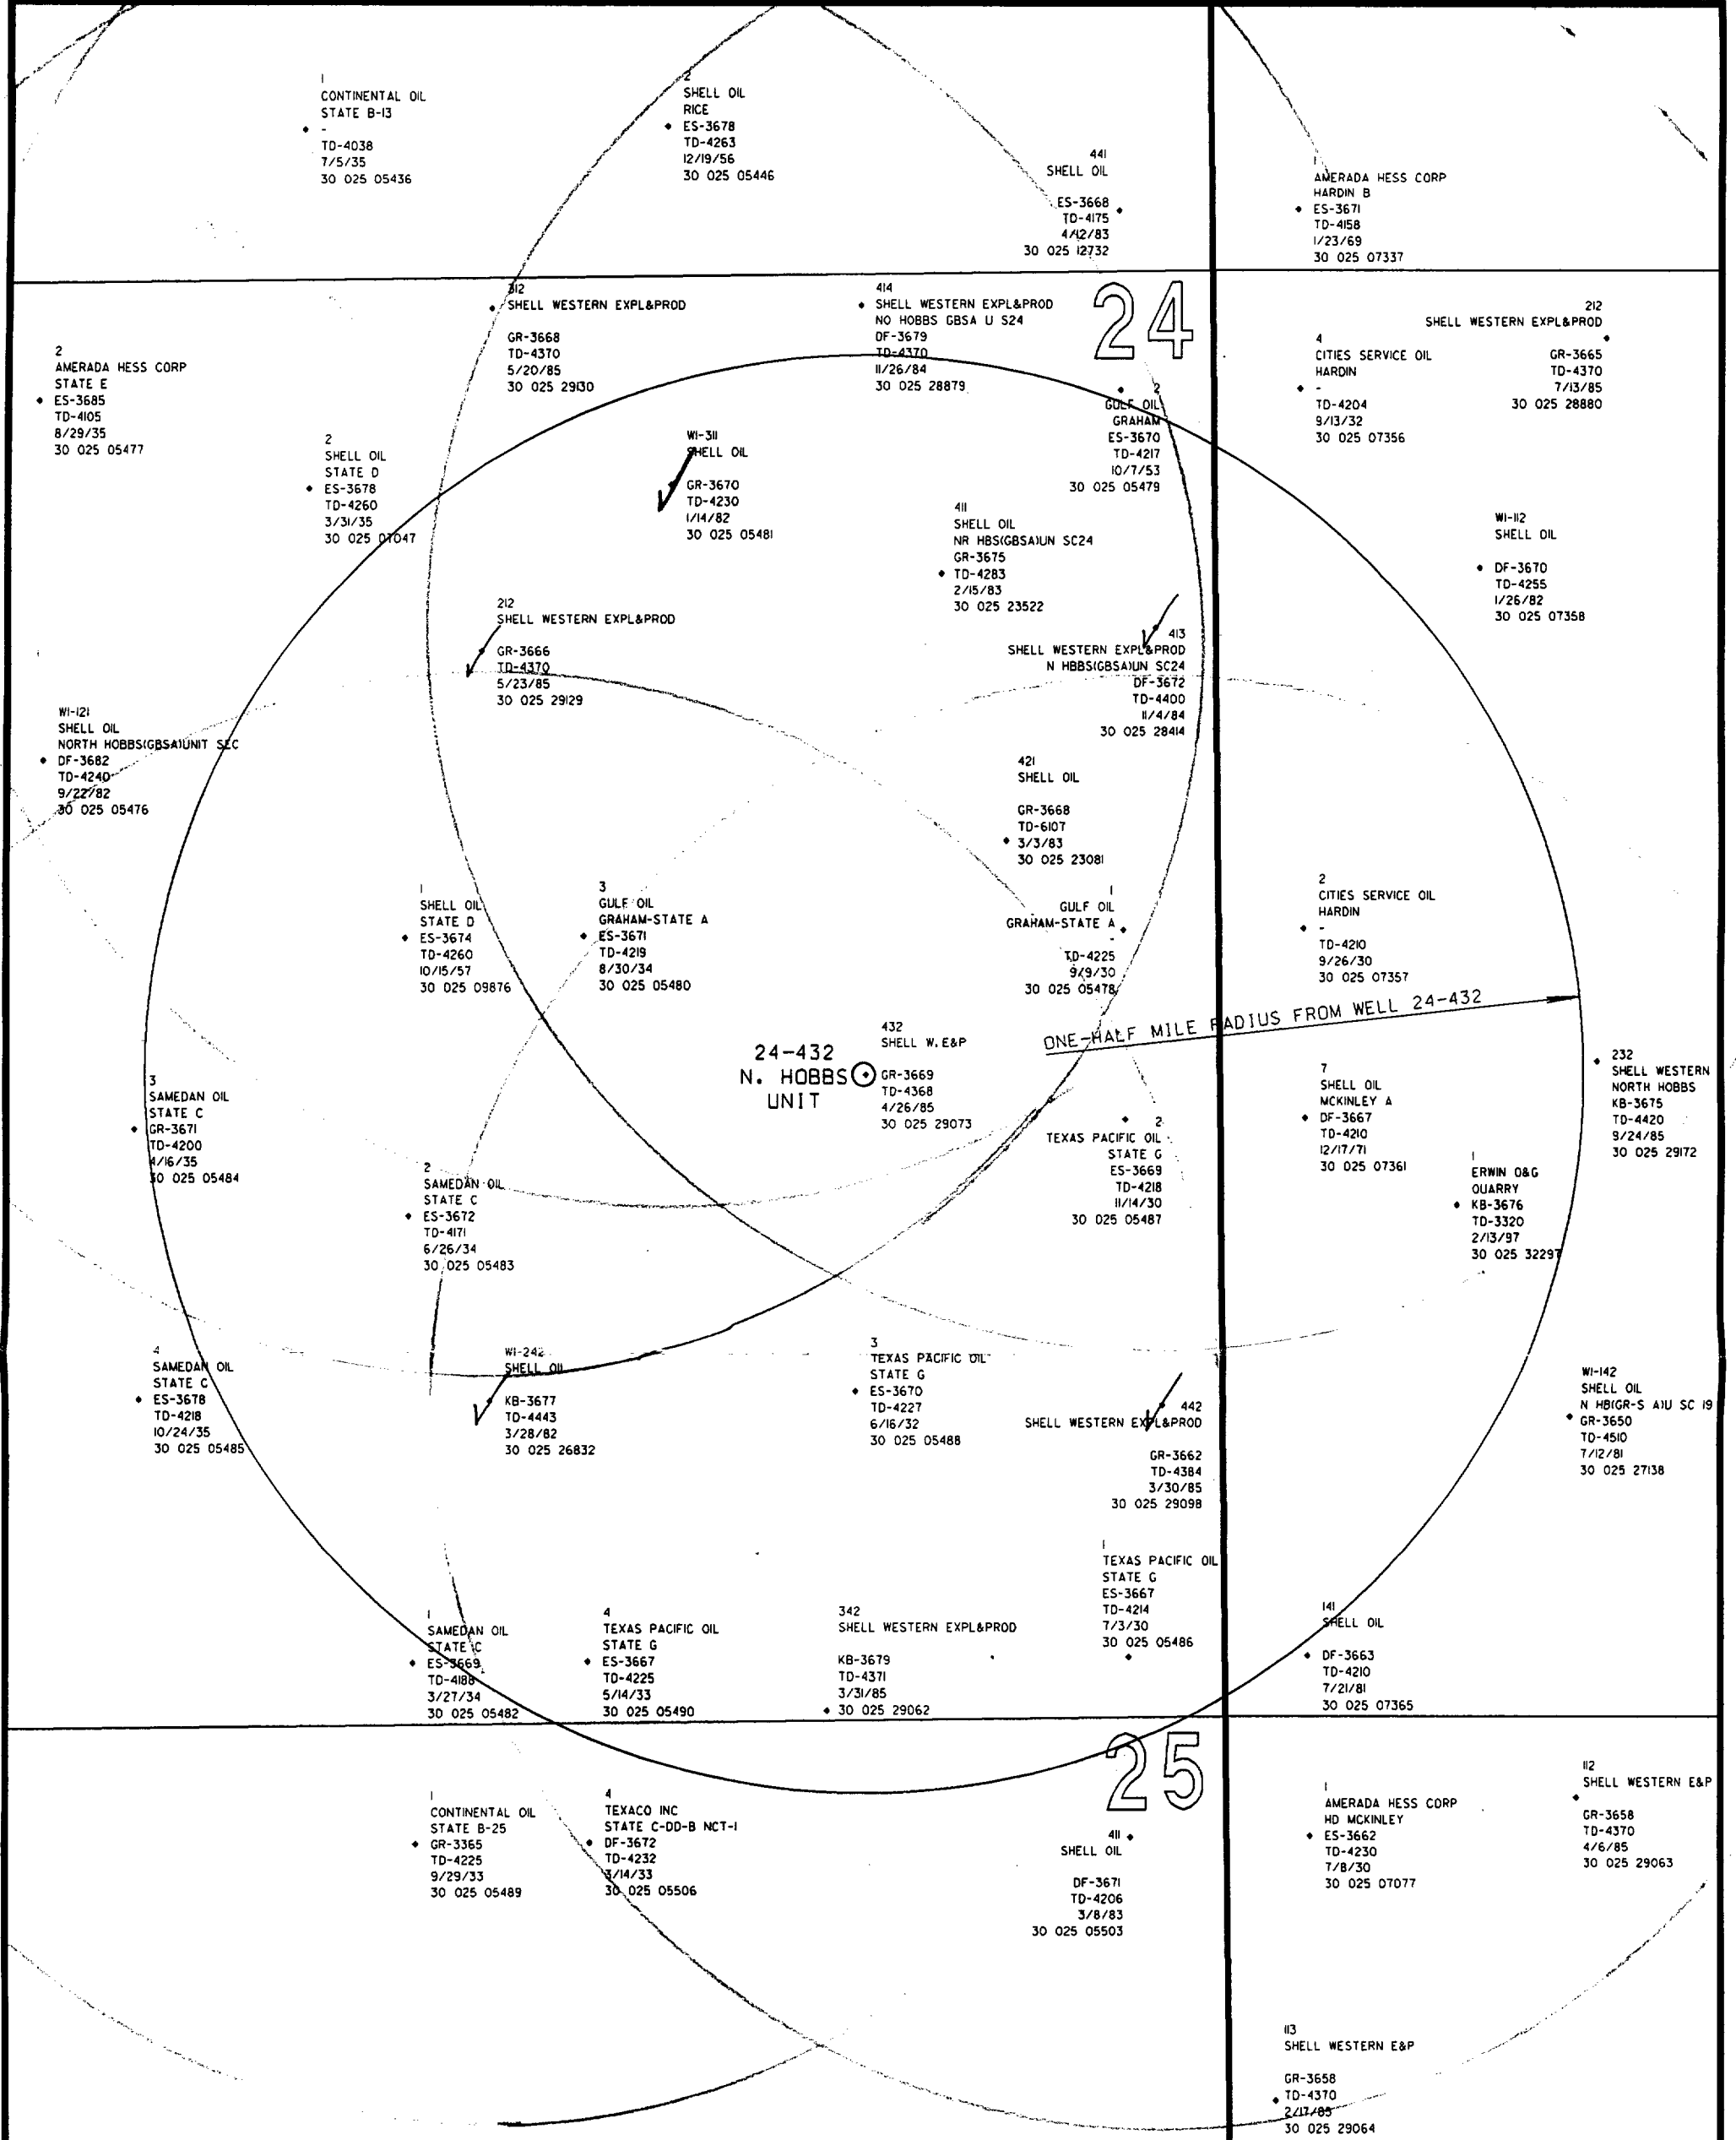 1
CONTINENTAL OIL
STATE B-13
-
TD-4038
7/5/35
30 025 05436
2
SHELL OIL
RICE
ES-3678
TD-4263
12/19/56
30 025 05446
441
SHELL OIL
ES-3668
TD-4175
4/12/83
30 025 12732
1
AMERADA HESS CORP
HARDIN B
ES-3671
TD-4158
1/23/69
30 025 07337
24
2
AMERADA HESS CORP
STATE E
ES-3685
TD-4105
8/29/35
30 025 05477
312
SHELL WESTERN EXPL&PROD
GR-3668
TD-4370
5/20/85
30 025 29130
414
SHELL WESTERN EXPL&PROD
NO HOBBS GBSA U S24
DF-3679
TD-4370
11/26/84
30 025 28879
2
GULF OIL
GRAHAM
ES-3670
TD-4217
10/7/53
30 025 05479
4
CITIES SERVICE OIL
HARDIN
-
TD-4204
9/13/32
30 025 07356
212
SHELL WESTERN EXPL&PROD
GR-3665
TD-4370
7/13/85
30 025 28880
2
SHELL OIL
STATE D
ES-3678
TD-4260
3/31/35
30 025 07047
WI-311
SHELL OIL
GR-3670
TD-4230
1/14/82
30 025 05481
411
SHELL OIL
NR HBS(GBSA)UN SC24
GR-3675
TD-4283
2/15/83
30 025 23522
WI-112
SHELL OIL
DF-3670
TD-4255
1/26/82
30 025 07358
212
SHELL WESTERN EXPL&PROD
GR-3666
TD-4370
5/23/85
30 025 29129
413
SHELL WESTERN EXPL&PROD
N HBBS(GBSA)UN SC24
DF-3672
TD-4400
11/4/84
30 025 28414
WI-121
SHELL OIL
NORTH HOBBS(GBSA)UNIT SEC
DF-3682
TD-4240
9/22/82
30 025 05476
421
SHELL OIL
GR-3668
TD-6107
3/3/83
30 025 23081
1
SHELL OIL
STATE D
ES-3674
TD-4260
10/15/57
30 025 09876
3
GULF OIL
GRAHAM-STATE A
ES-3671
TD-4219
8/30/34
30 025 05480
1
GULF OIL
GRAHAM-STATE A
-
TD-4225
9/9/30
30 025 05478
2
CITIES SERVICE OIL
HARDIN
-
TD-4210
9/26/30
30 025 07357
ONE-HALF MILE RADIUS FROM WELL 24-432
24-432
N. HOBBS
UNIT
432
SHELL W.E&P
GR-3669
TD-4368
4/26/85
30 025 29073
3
SAMEDAN OIL
STATE C
GR-3671
TD-4200
4/16/35
30 025 05484
2
TEXAS PACIFIC OIL
STATE G
ES-3669
TD-4218
11/14/30
30 025 05487
7
SHELL OIL
MCKINLEY A
DF-3667
TD-4210
12/17/71
30 025 07361
232
SHELL WESTERN
NORTH HOBBS
KB-3675
TD-4420
9/24/85
30 025 29172
1
ERWIN O&G
QUARRY
KB-3676
TD-3320
2/13/97
30 025 32297
2
SAMEDAN OIL
STATE C
ES-3672
TD-4171
6/26/34
30 025 05483
4
SAMEDAN OIL
STATE C
ES-3678
TD-4218
10/24/35
30 025 05485
WI-242
SHELL OIL
KB-3677
TD-4443
3/28/82
30 025 26832
3
TEXAS PACIFIC OIL
STATE G
ES-3670
TD-4227
6/16/32
30 025 05488
442
SHELL WESTERN EXPL&PROD
GR-3662
TD-4384
3/30/85
30 025 29098
WI-142
SHELL OIL
N HB(GR-S A)U SC 19
GR-3650
TD-4510
7/12/81
30 025 27138
1
TEXAS PACIFIC OIL
STATE G
ES-3667
TD-4214
7/3/30
30 025 05486
1
SAMEDAN OIL
STATE C
ES-3669
TD-4188
3/27/34
30 025 05482
4
TEXAS PACIFIC OIL
STATE G
ES-3667
TD-4225
5/14/33
30 025 05490
342
SHELL WESTERN EXPL&PROD
KB-3679
TD-4371
3/31/85
30 025 29062
141
SHELL OIL
DF-3663
TD-4210
7/21/81
30 025 07365
25
1
CONTINENTAL OIL
STATE B-25
GR-3365
TD-4225
9/29/33
30 025 05489
4
TEXACO INC
STATE C-DD-B NCT-1
DF-3672
TD-4232
3/14/33
30 025 05506
411
SHELL OIL
DF-3671
TD-4206
3/8/83
30 025 05503
1
AMERADA HESS CORP
HD MCKINLEY
ES-3662
TD-4230
7/8/30
30 025 07077
112
SHELL WESTERN E&P
GR-3658
TD-4370
4/6/85
30 025 29063
113
SHELL WESTERN E&P
GR-3658
TD-4370
2/17/85
30 025 29064